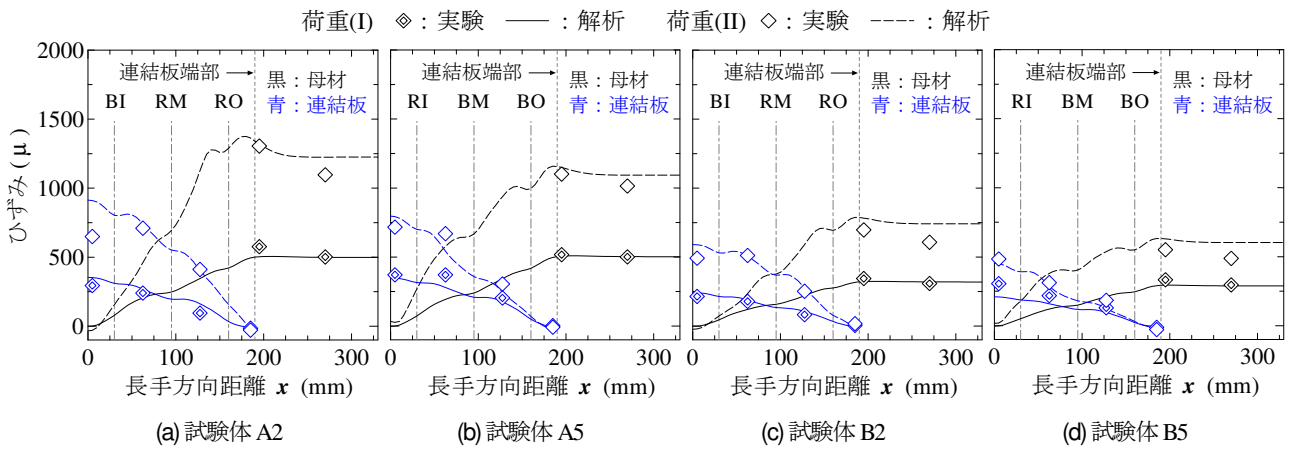 荷重(I) : 実験 : 解析 荷重(II) : 実験 : 解析
ひずみ ( μ )
2000
1500
1000
500
0
連結板端部
黒 : 母材
青 : 連結板
BI RM RO
0 100 200 300
長手方向距離 x (mm)
(a) 試験体 A2
連結板端部
黒 : 母材
青 : 連結板
RI BM BO
0 100 200 300
長手方向距離 x (mm)
(b) 試験体 A5
連結板端部
黒 : 母材
青 : 連結板
BI RM RO
0 100 200 300
長手方向距離 x (mm)
(c) 試験体 B2
連結板端部
黒 : 母材
青 : 連結板
RI BM BO
0 100 200 300
長手方向距離 x (mm)
(d) 試験体 B5